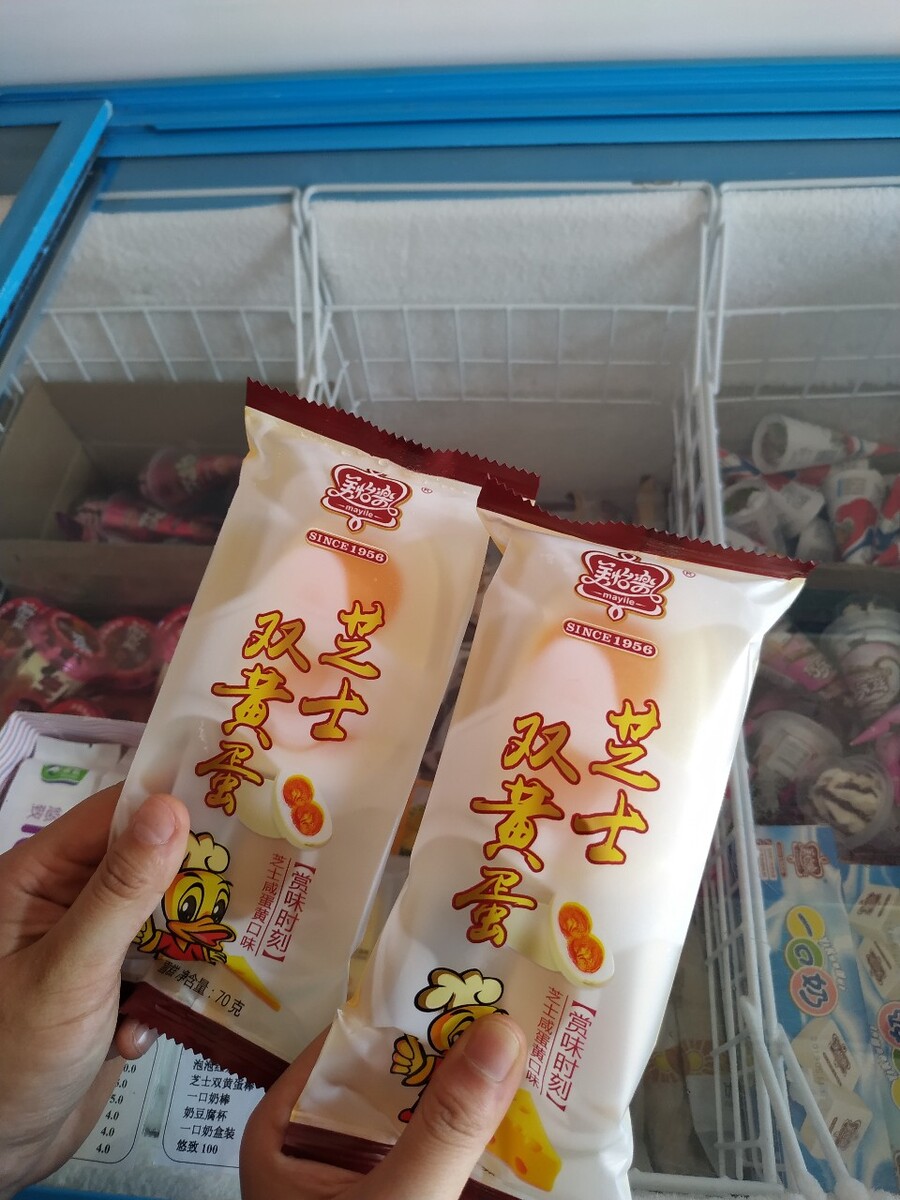 美怡樂
mayile
®
SINCE1956
芝士
双黄蛋
【赏味时刻】
芝士咸蛋黄口味
净含量:70克
美怡樂
mayile
®
SINCE1956
芝士
双黄蛋
【赏味时刻】
芝士咸蛋黄口味
一口奶
芝士双黄蛋棒
一口奶棒
奶豆腐杯
一口奶盒装
悠致100
5.0
4.0
4.0
4.0